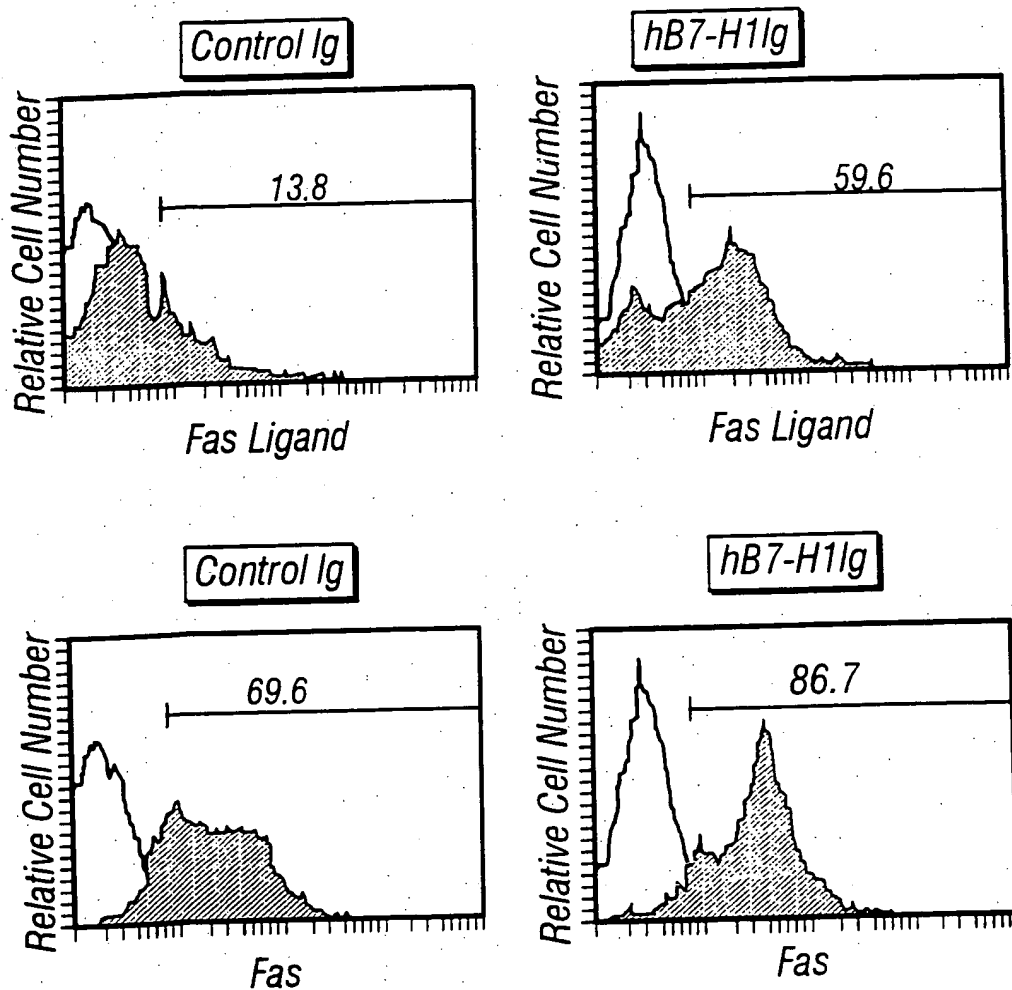 Control Ig
hB7-H1Ig
Relative Cell Number
13.8
Fas Ligand
Relative Cell Number
59.6
Fas Ligand
Control Ig
hB7-H1Ig
Relative Cell Number
69.6
Fas
Relative Cell Number
86.7
Fas